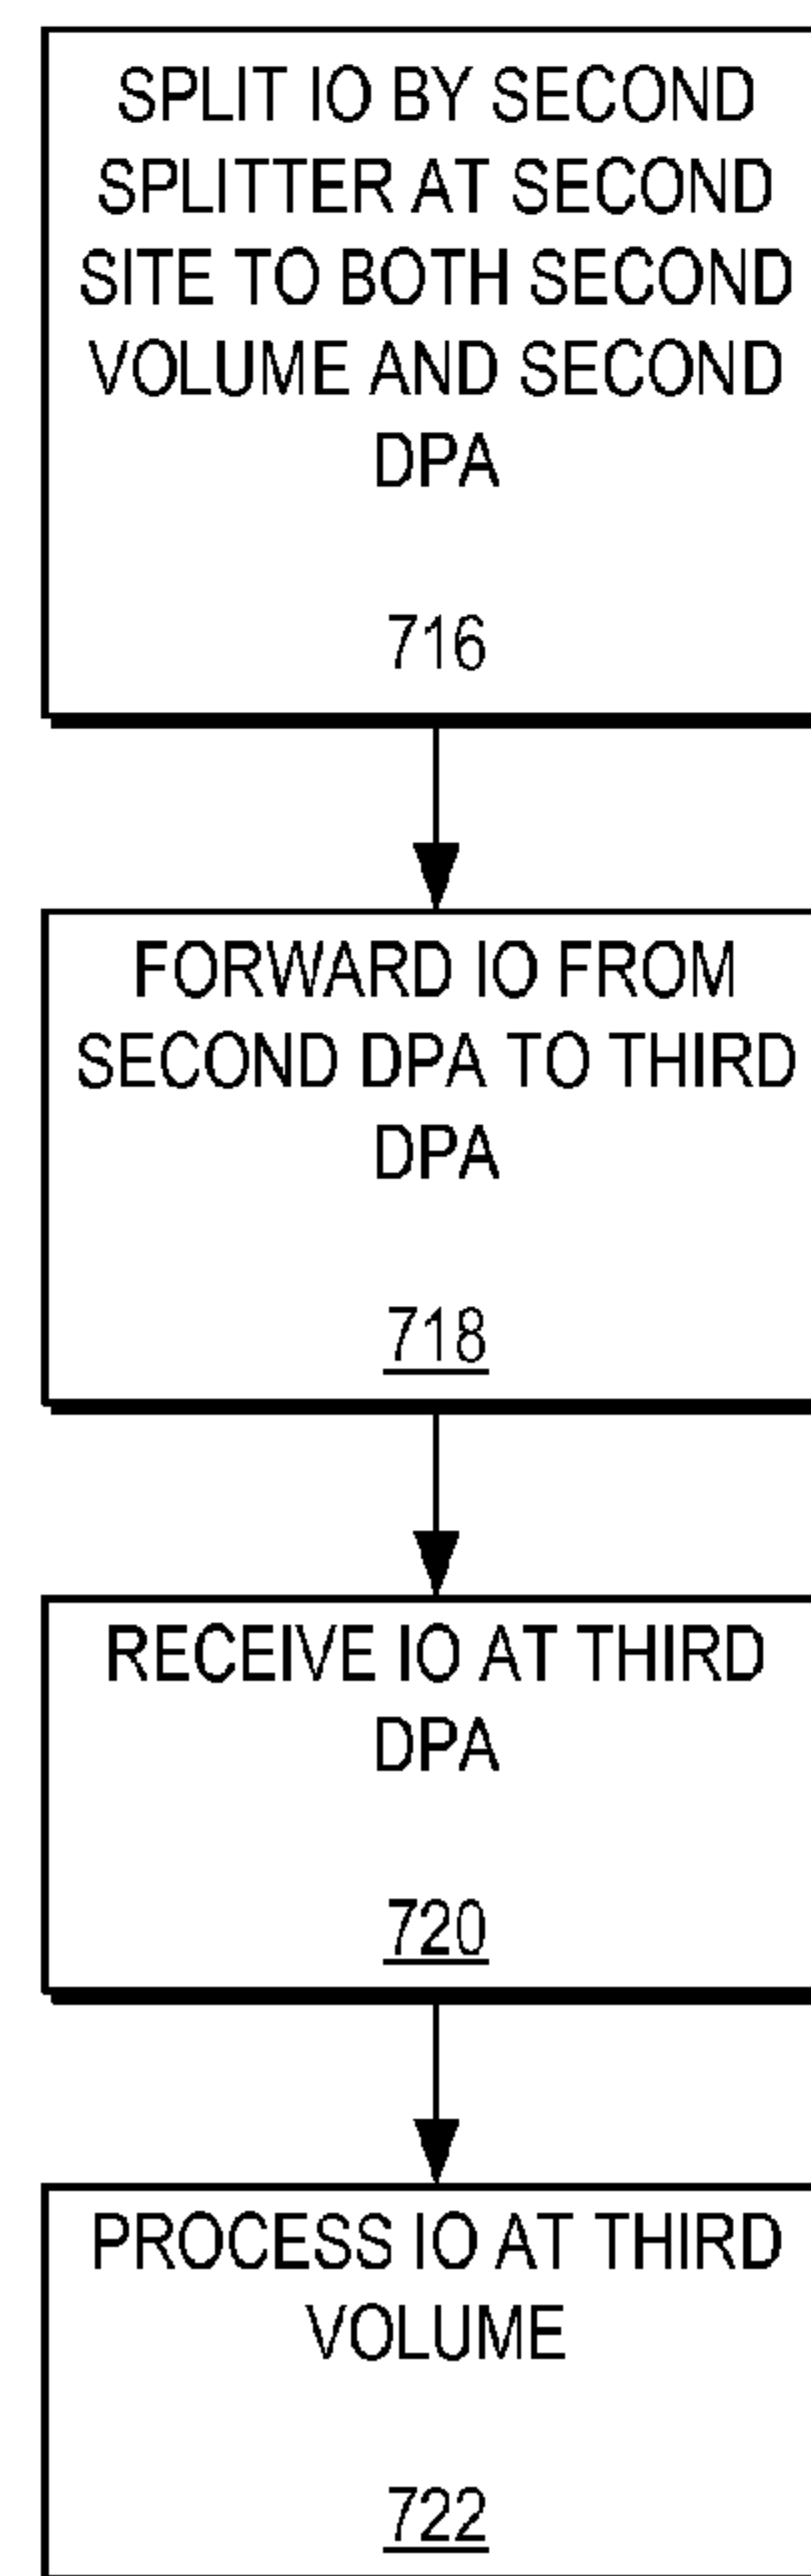 SPLIT IO BY SECOND
SPLITTER AT SECOND
SITE TO BOTH SECOND
VOLUME AND SECOND
DPA
716
FORWARD IO FROM
SECOND DPA TO THIRD
DPA
718
RECEIVE IO AT THIRD
DPA
720
PROCESS IO AT THIRD
VOLUME
722